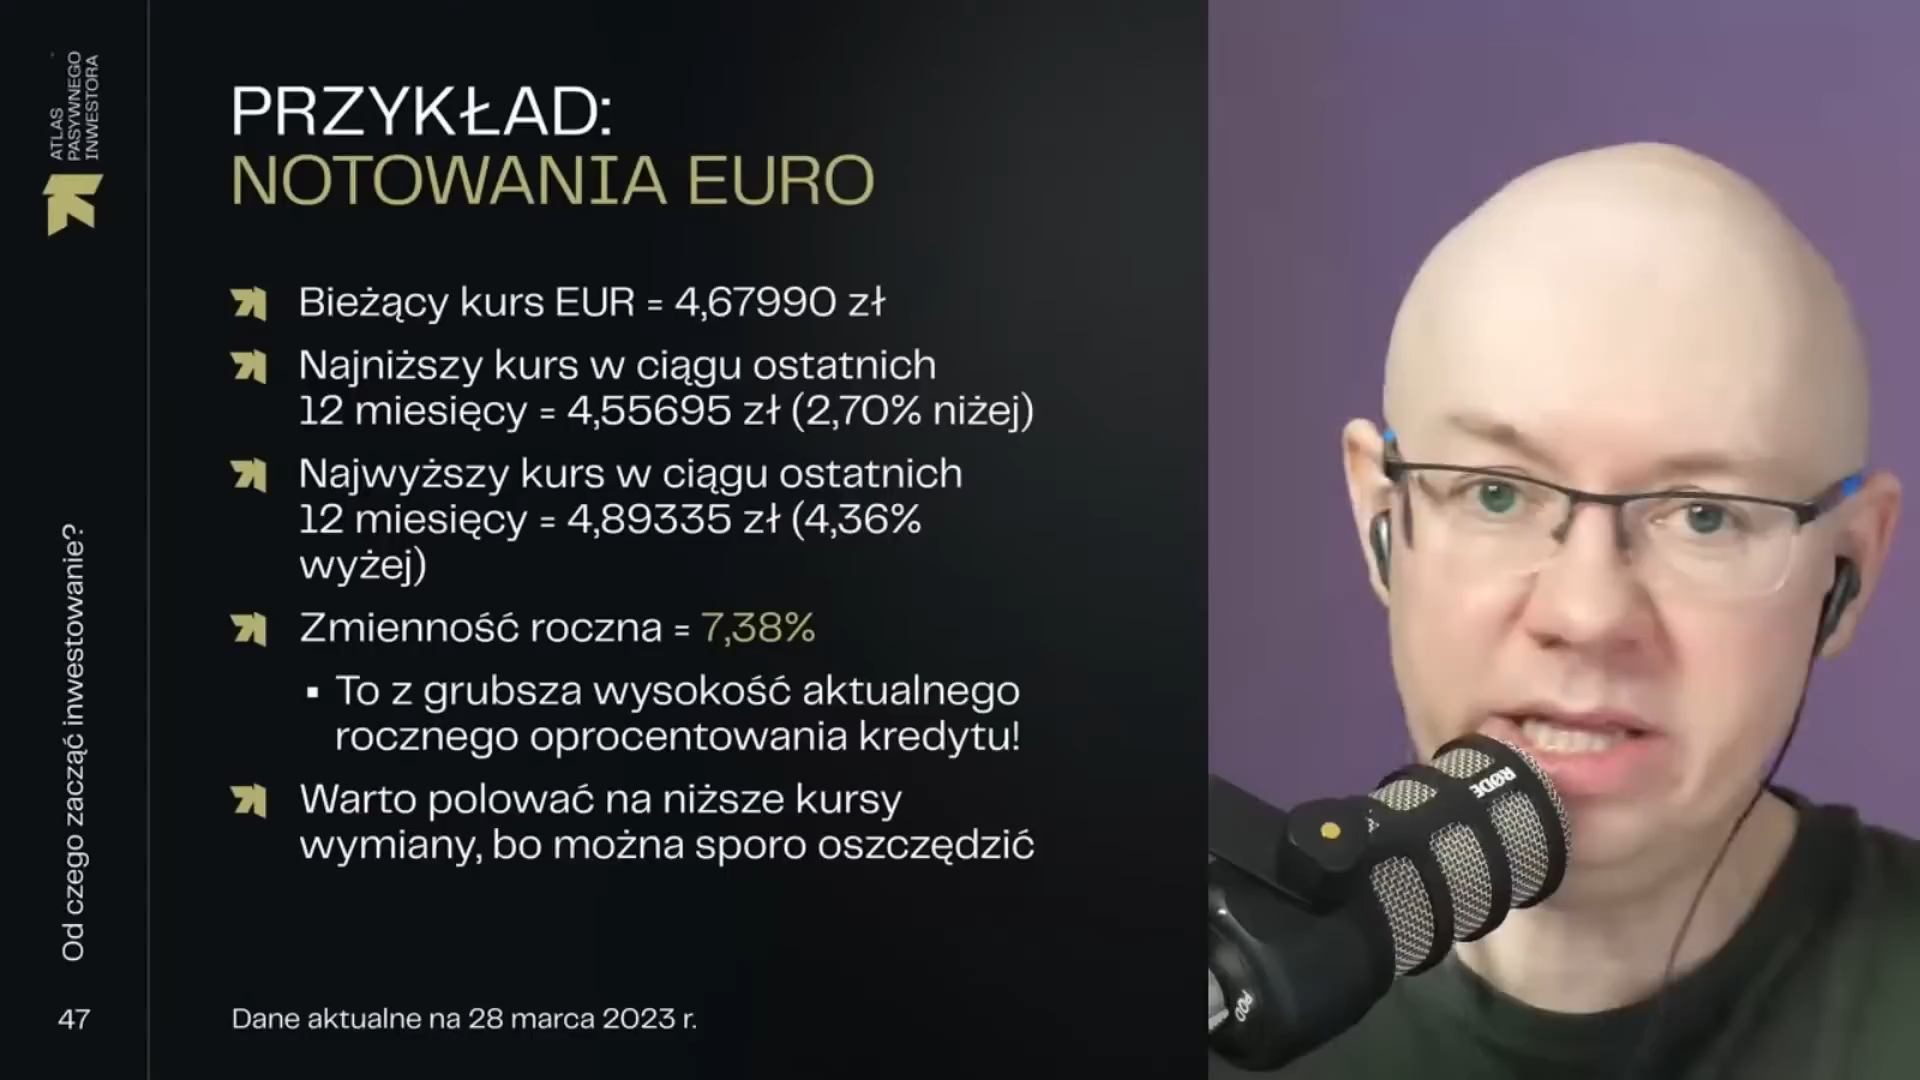 ATLAS
PASYWNEGO
INWESTORA
PRZYKŁAD:
NOTOWANIA EURO
Bieżący kurs EUR = 4,67990 zł
Najniższy kurs w ciągu ostatnich
12 miesięcy = 4,55695 zł (2,70% niżej)
Najwyższy kurs w ciągu ostatnich
12 miesięcy = 4,89335 zł (4,36%
wyżej)
Zmienność roczna = 7,38%
▪ To z grubsza wysokość aktualnego
rocznego oprocentowania kredytu!
Warto polować na niższe kursy
wymiany, bo można sporo oszczędzić
Od czego zacząć inwestowanie?
47
Dane aktualne na 28 marca 2023 r.
RØDE
POD